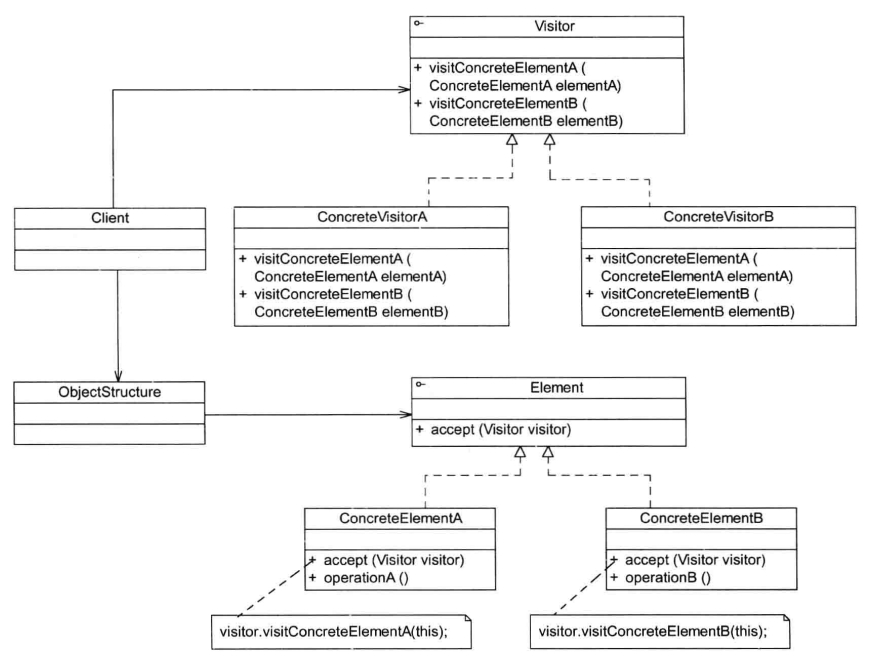 Visitor
+ visitConcreteElementA (
ConcreteElementA elementA)
+ visitConcreteElementB (
ConcreteElementB elementB)
Client
ConcreteVisitorA
+ visitConcreteElementA (
ConcreteElementA elementA)
+ visitConcreteElementB (
ConcreteElementB elementB)
ConcreteVisitorB
+ visitConcreteElementA (
ConcreteElementA elementA)
+ visitConcreteElementB (
ConcreteElementB elementB)
ObjectStructure
Element
+ accept (Visitor visitor)
ConcreteElementA
+ accept (Visitor visitor)
+ operationA ()
ConcreteElementB
+ accept (Visitor visitor)
+ operationB ()
visitor.visitConcreteElementA(this);
visitor.visitConcreteElementB(this);